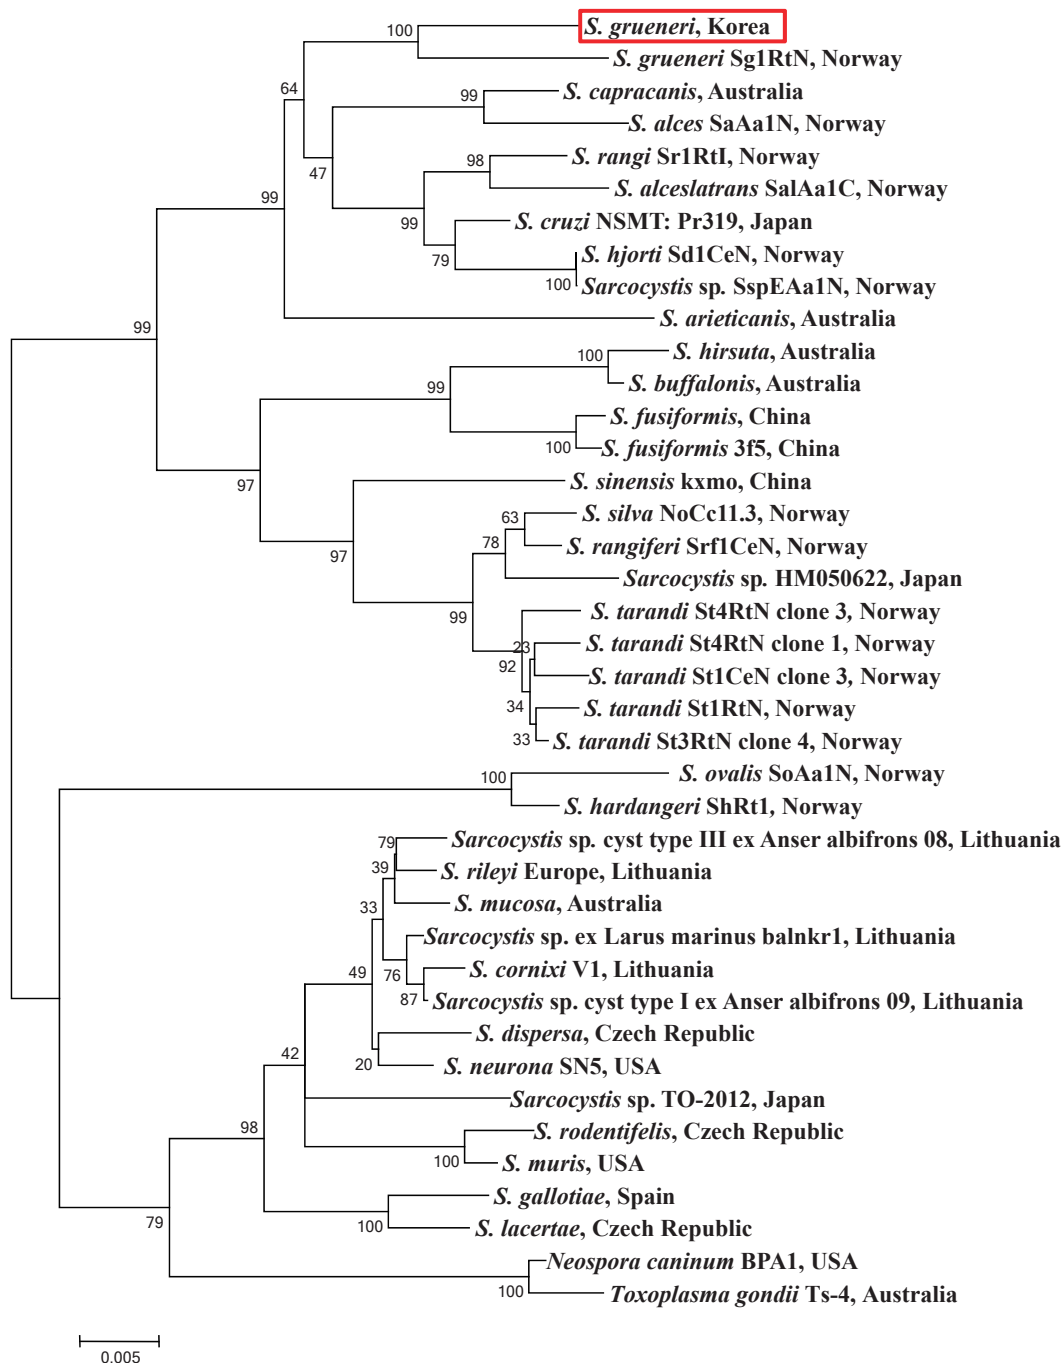 S. grueneri, Korea
100
S. grueneri Sg1RtN, Norway
64
S. capracanis, Australia
99
S. alces SaAa1N, Norway
S. rangi Sr1RtI, Norway
98
47
S. alceslatrans SalAa1C, Norway
99
99
S. cruzi NSMT: Pr319, Japan
S. hjorti Sd1CeN, Norway
79
100
Sarcocystis sp. SspEAa1N, Norway
S. arieticanis, Australia
99
S. hirsuta, Australia
100
S. buffalonis, Australia
99
S. fusiformis, China
S. fusiformis 3f5, China
100
S. sinensis kxmo, China
97
S. silva NoCc11.3, Norway
63
S. rangiferi Srf1CeN, Norway
78
97
Sarcocystis sp. HM050622, Japan
S. tarandi St4RtN clone 3, Norway
99
S. tarandi St4RtN clone 1, Norway
23
92
S. tarandi St1CeN clone 3, Norway
34
S. tarandi St1RtN, Norway
33
S. tarandi St3RtN clone 4, Norway
S. ovalis SoAa1N, Norway
100
S. hardangeri ShRt1, Norway
Sarcocystis sp. cyst type III ex Anser albifrons 08, Lithuania
79
39
S. rileyi Europe, Lithuania
S. mucosa, Australia
33
Sarcocystis sp. ex Larus marinus balnkr1, Lithuania
S. cornixi V1, Lithuania
49
76
87
Sarcocystis sp. cyst type I ex Anser albifrons 09, Lithuania
S. dispersa, Czech Republic
42
20
S. neurona SN5, USA
Sarcocystis sp. TO-2012, Japan
98
S. rodentifelis, Czech Republic
100
S. muris, USA
S. gallotiae, Spain
79
100
S. lacertae, Czech Republic
Neospora caninum BPA1, USA
100
Toxoplasma gondii Ts-4, Australia
0.005